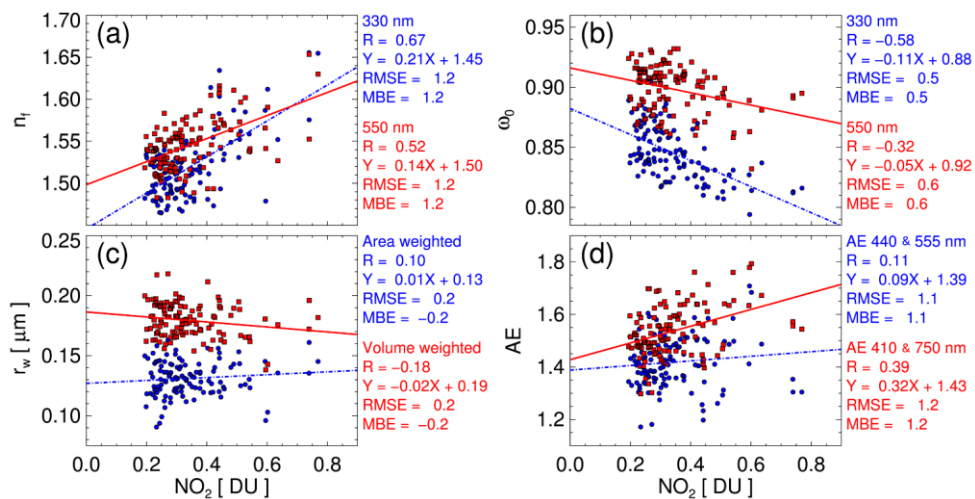 (a)
1.70
1.65
1.60
1.55
1.50
n_f
330 nm
R = 0.67
Y = 0.21X + 1.45
RMSE = 1.2
MBE = 1.2
550 nm
R = 0.52
Y = 0.14X + 1.50
RMSE = 1.2
MBE = 1.2
(b)
0.95
0.90
0.85
0.80
ω₀
330 nm
R = −0.58
Y = −0.11X + 0.88
RMSE = 0.5
MBE = 0.5
550 nm
R = −0.32
Y = −0.05X + 0.92
RMSE = 0.6
MBE = 0.6
(c)
0.25
0.20
0.15
0.10
r_w [ μm ]
0.0 0.2 0.4 0.6 0.8
NO₂ [ DU ]
Area weighted
R = 0.10
Y = 0.01X + 0.13
RMSE = 0.2
MBE = −0.2
Volume weighted
R = −0.18
Y = −0.02X + 0.19
RMSE = 0.2
MBE = −0.2
(d)
1.8
1.6
1.4
1.2
AE
0.0 0.2 0.4 0.6 0.8
NO₂ [ DU ]
AE 440 & 555 nm
R = 0.11
Y = 0.09X + 1.39
RMSE = 1.1
MBE = 1.1
AE 410 & 750 nm
R = 0.39
Y = 0.32X + 1.43
RMSE = 1.2
MBE = 1.2